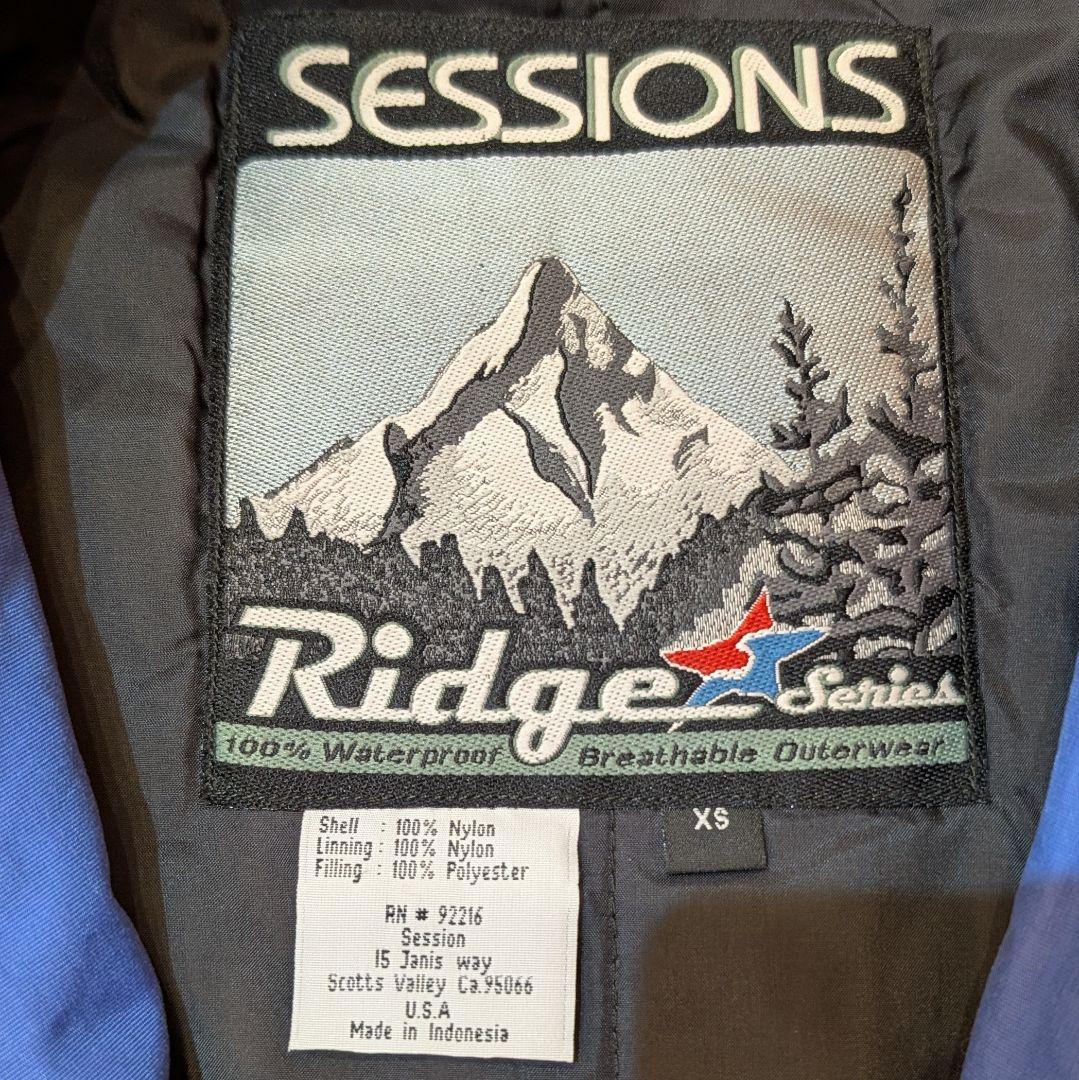 SESSIONS
Ridge Series
100% Waterproof Breathable Outerwear
XS
Shell : 100% Nylon
Linning : 100% Nylon
Filling : 100% Polyester
RN # 92216
Session
15 Janis way
Scotts Valley Ca.95066
U.S.A
Made in Indonesia